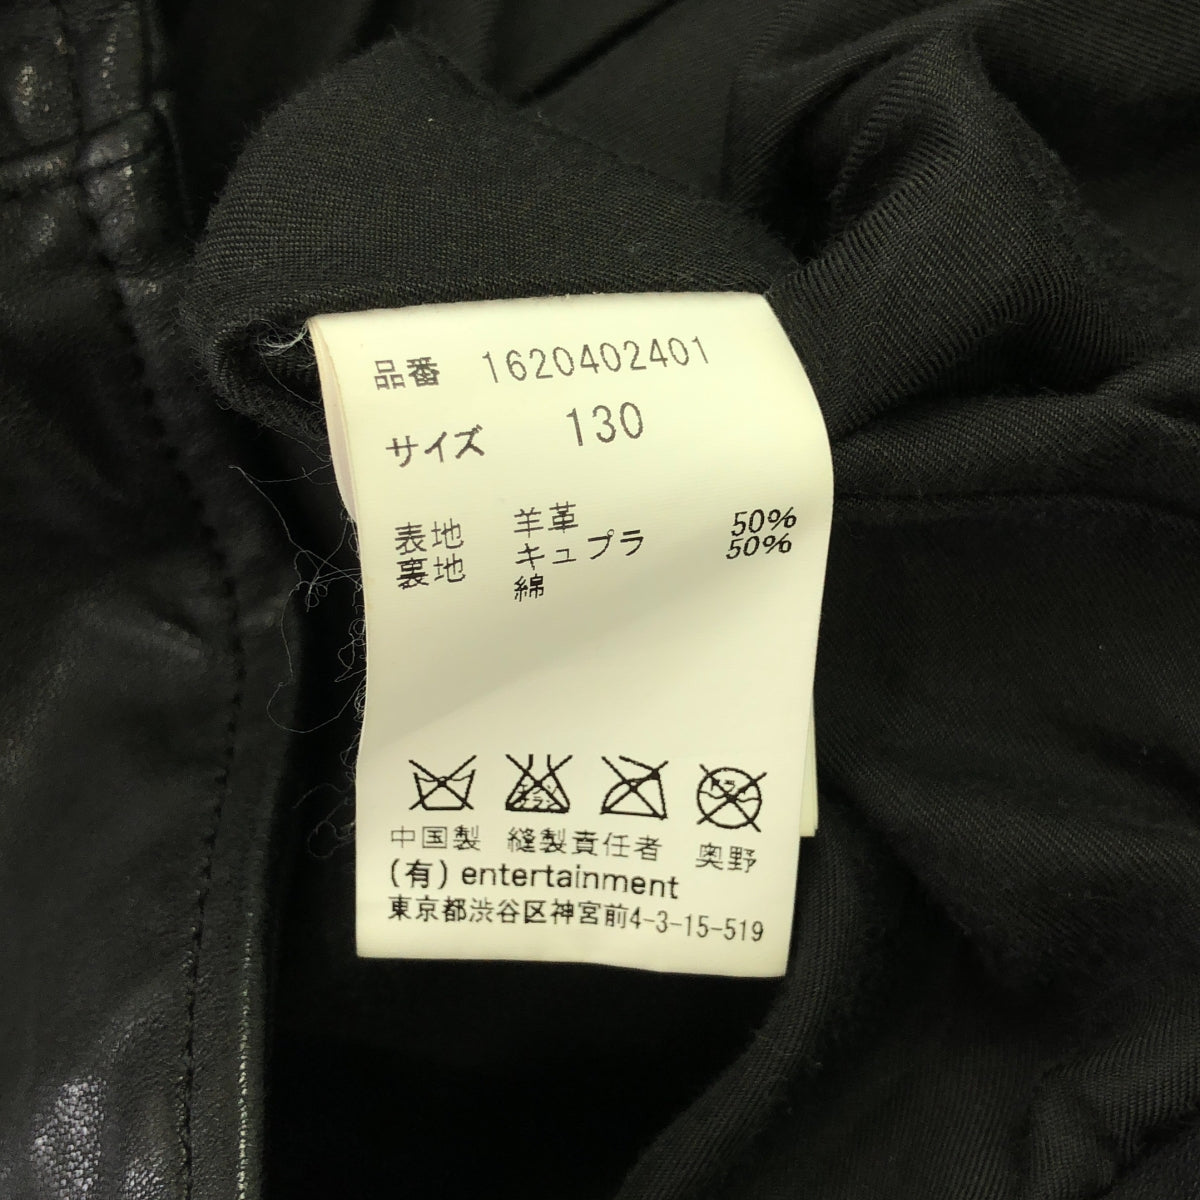 品番 1620402401
サイズ 130
表地 羊革
裏地 キュプラ 50%
綿 50%
中国製 縫製責任者 奥野
(有) entertainment
東京都渋谷区神宮前4-3-15-519